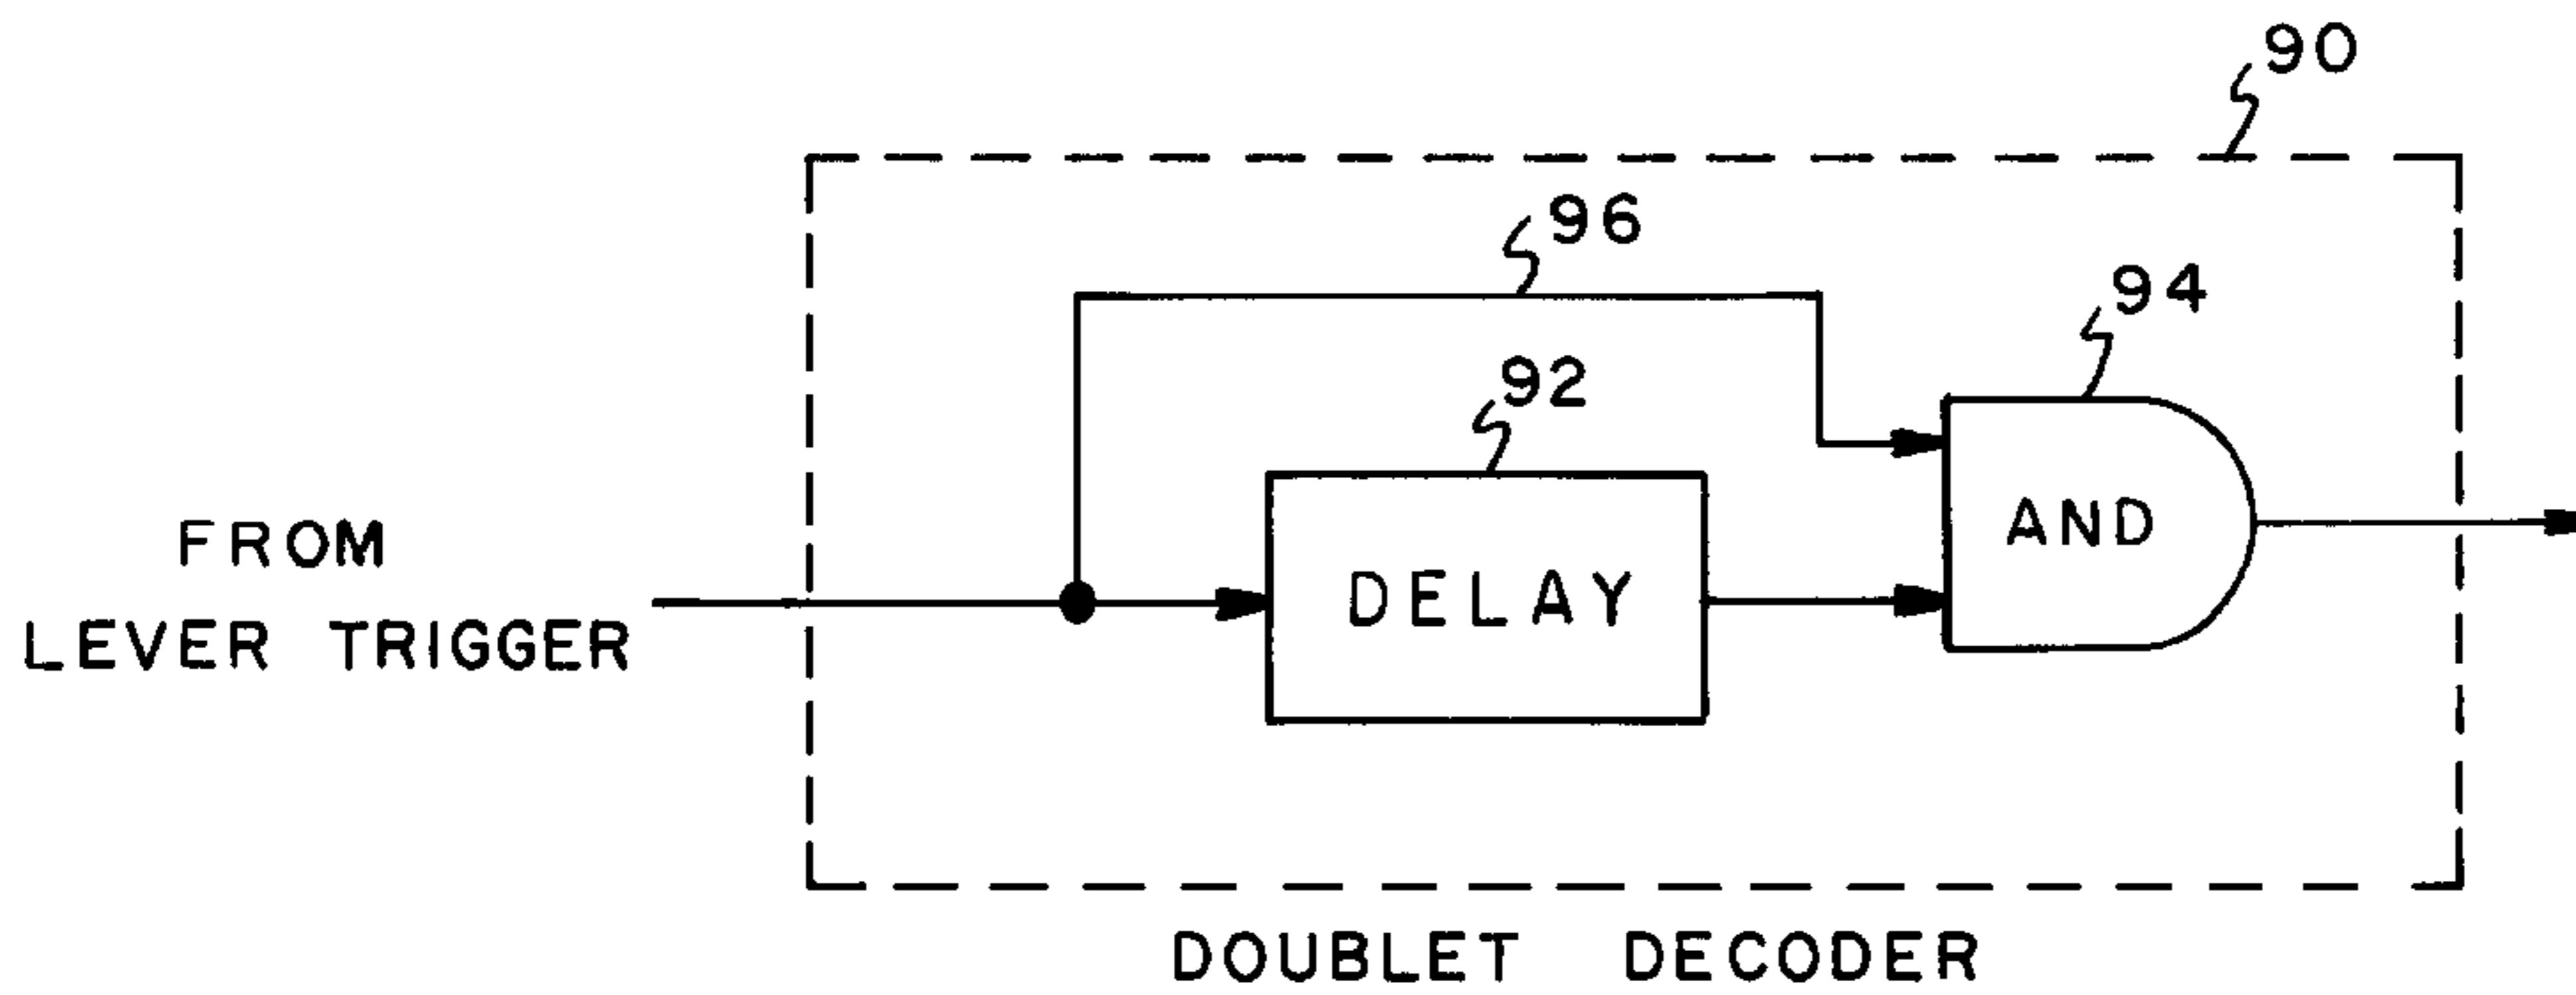 90
96
94
92
AND
FROM
DELAY
LEVER TRIGGER
DOUBLET DECODER